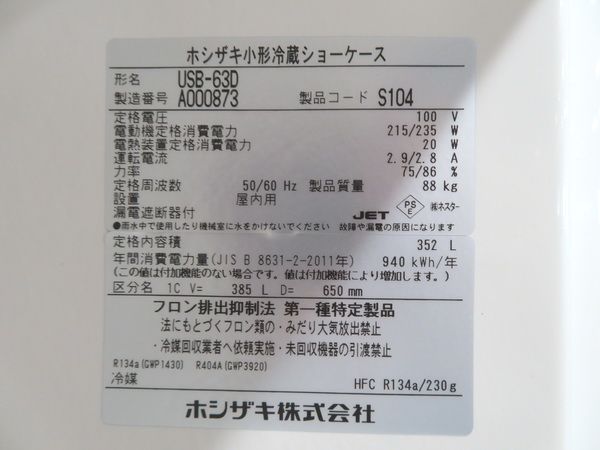 ホシザキ小形冷蔵ショーケース
形名 USB-63D
製造番号 A000873 製品コード S104
定格電圧 100 V
電動機定格消費電力 215/235 W
電熱装置定格消費電力 20 W
運転電流 2.9/2.8 A
力率 75/86 %
定格周波数 50/60 Hz 製品質量 88 kg
設置 屋内用
漏電遮断器付 JET PS E ㈱ネスター
●雨水中で使用したり機械室に水をかけないでください 故障や漏電の原因になります
定格内容積 352 L
年間消費電力量(JIS B 8631-2-2011年) 940 kWh/年
(この値は付加機能のない場合です。値は付加機能により増加します。)
区分名 1C V= 385 L D= 650 mm
フロン排出抑制法 第一種特定製品
法にもとづくフロン類の・みだり大気放出禁止
・冷媒回収業者へ依頼実施・未回収機器の引渡禁止
R134a(GWP1430) R404A(GWP3920)
冷媒 HFC R134a/230g
ホシザキ株式会社